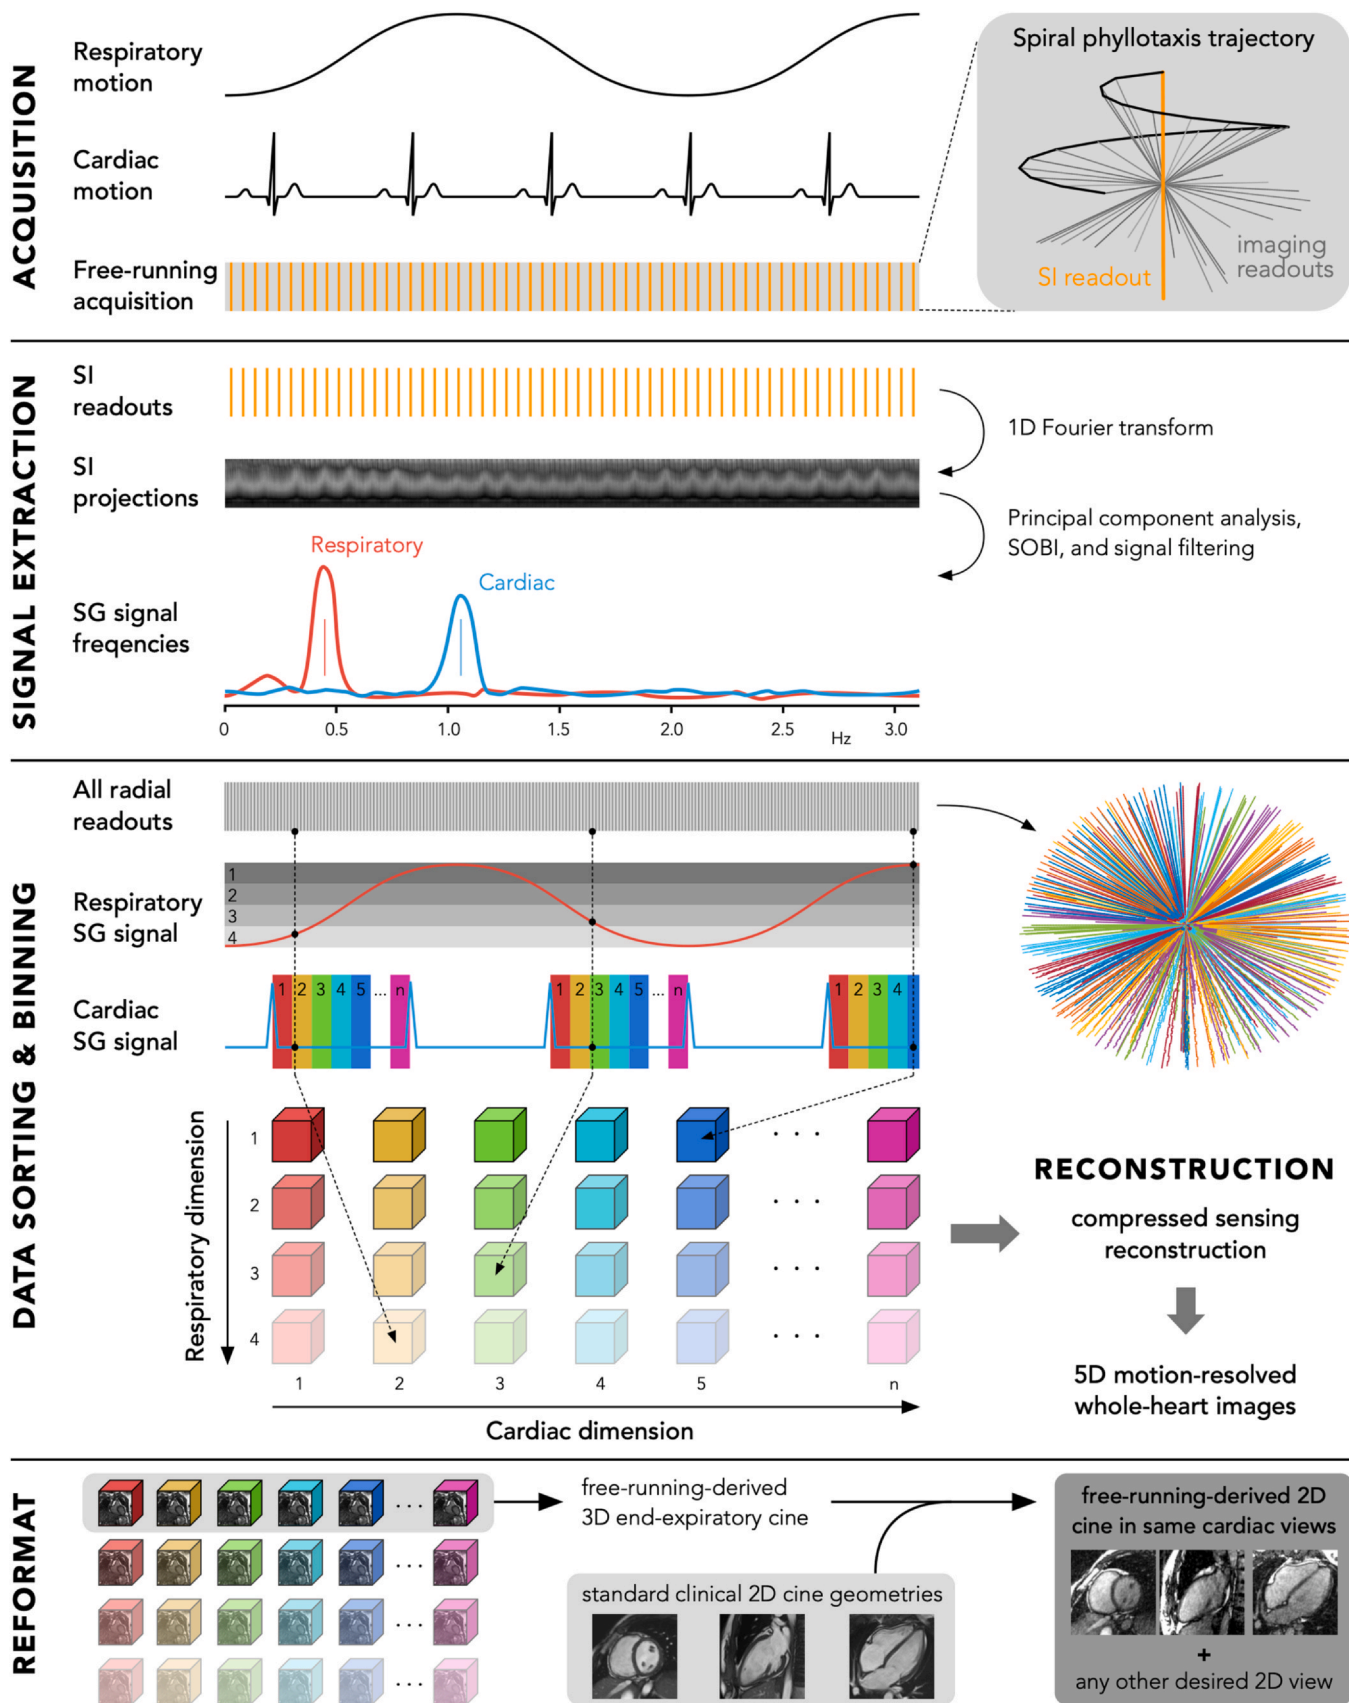 ACQUISITION
Respiratory
motion
Cardiac
motion
Free-running
acquisition
Spiral phyllotaxis trajectory
imaging
readouts
SI readout
SIGNAL EXTRACTION
SI
readouts
1D Fourier transform
SI
projections
Principal component analysis,
SOBI, and signal filtering
Respiratory
Cardiac
SG signal
freqencies
0 0.5 1.0 1.5 2.0 2.5 3.0
Hz
DATA SORTING & BINNING
All radial
readouts
1
2
3
4
Respiratory
SG signal
1 2 3 4 5 ... n 1 2 3 4 5 ... n 1 2 3 4
Cardiac
SG signal
Respiratory dimension
1 . . .
2 . . .
3 . . .
4 . . .
1 2 3 4 5 n
Cardiac dimension
RECONSTRUCTION
compressed sensing
reconstruction
5D motion-resolved
whole-heart images
REFORMAT
. . .
. . .
. . .
. . .
free-running-derived
3D end-expiratory cine
standard clinical 2D cine geometries
free-running-derived 2D
cine in same cardiac views
+
any other desired 2D view